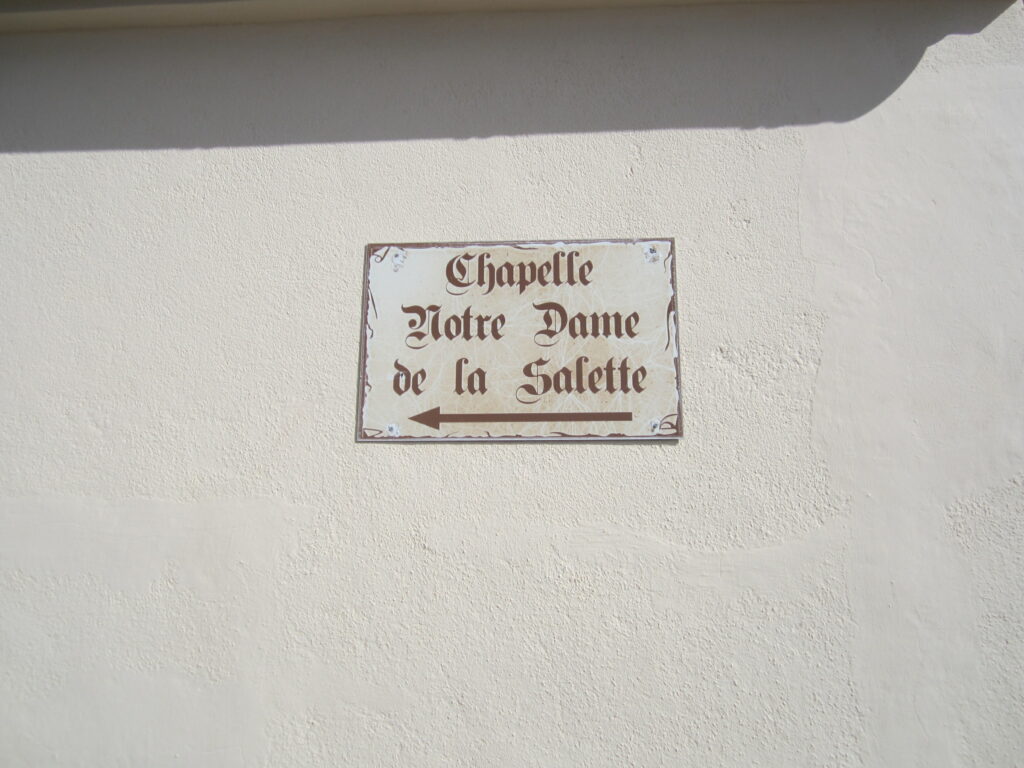 Chapelle
Notre Dame
de la Salette